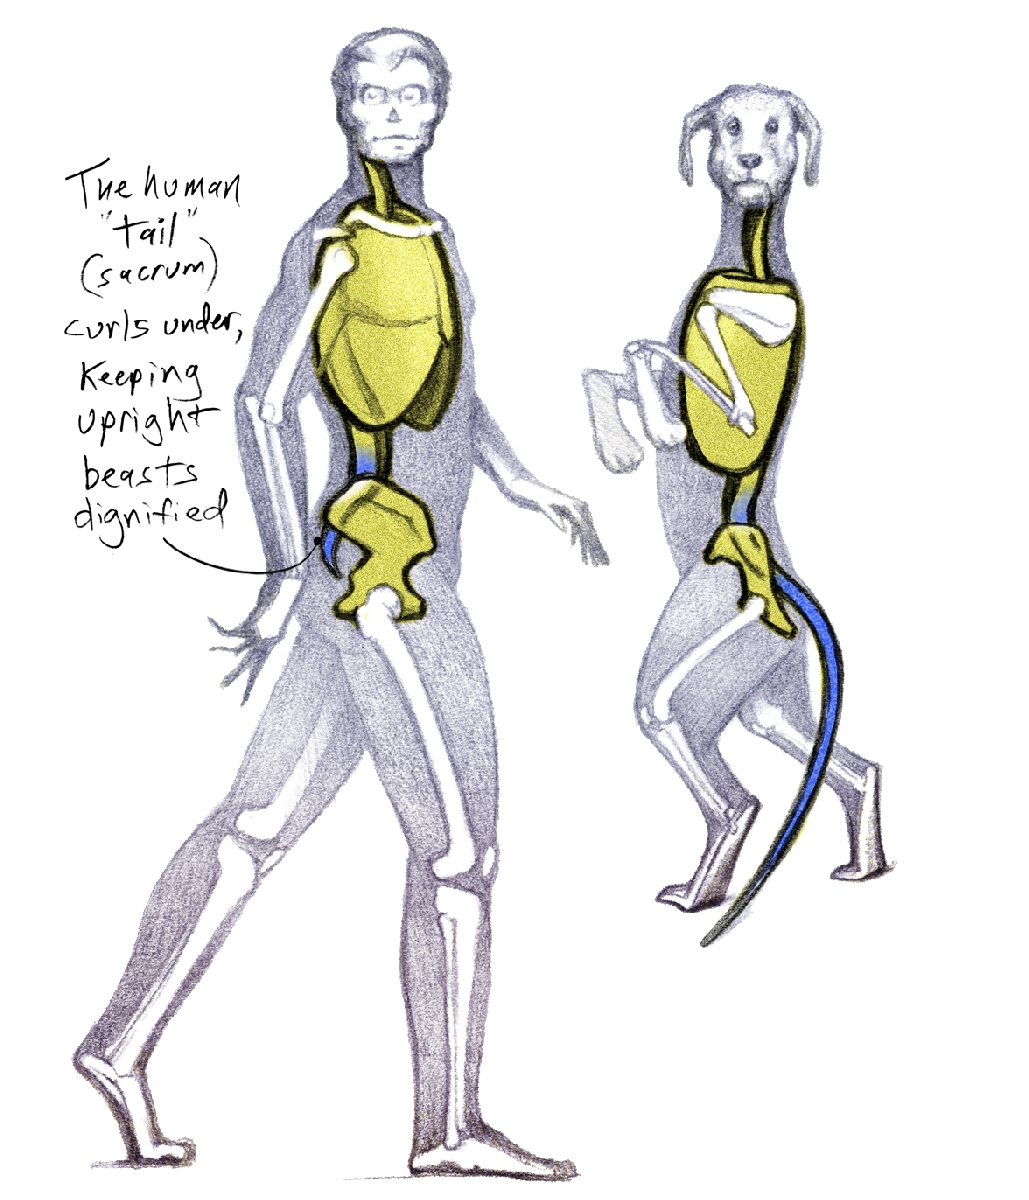 The human
"tail"
(sacrum)
curls under,
Keeping
upright
beasts
dignified